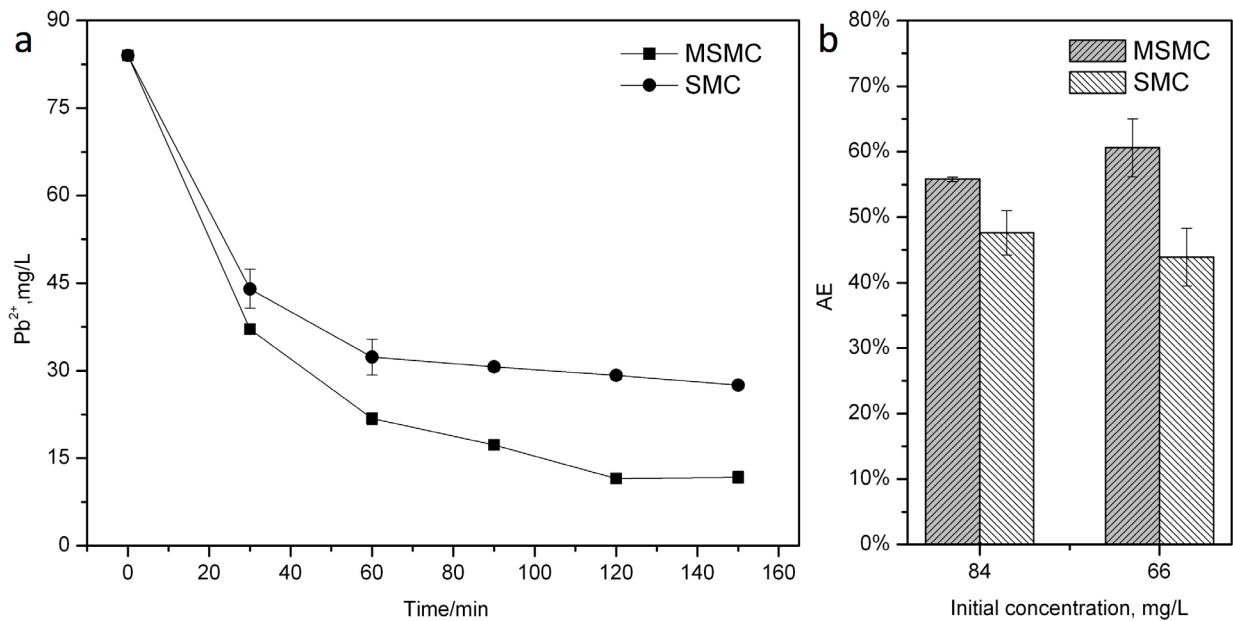 a
MSMC
SMC
90
75
60
45
30
15
0
Pb²⁺,mg/L
0 20 40 60 80 100 120 140 160
Time/min
b
MSMC
SMC
80%
70%
60%
50%
40%
30%
20%
10%
0%
AE
84 66
Initial concentration, mg/L